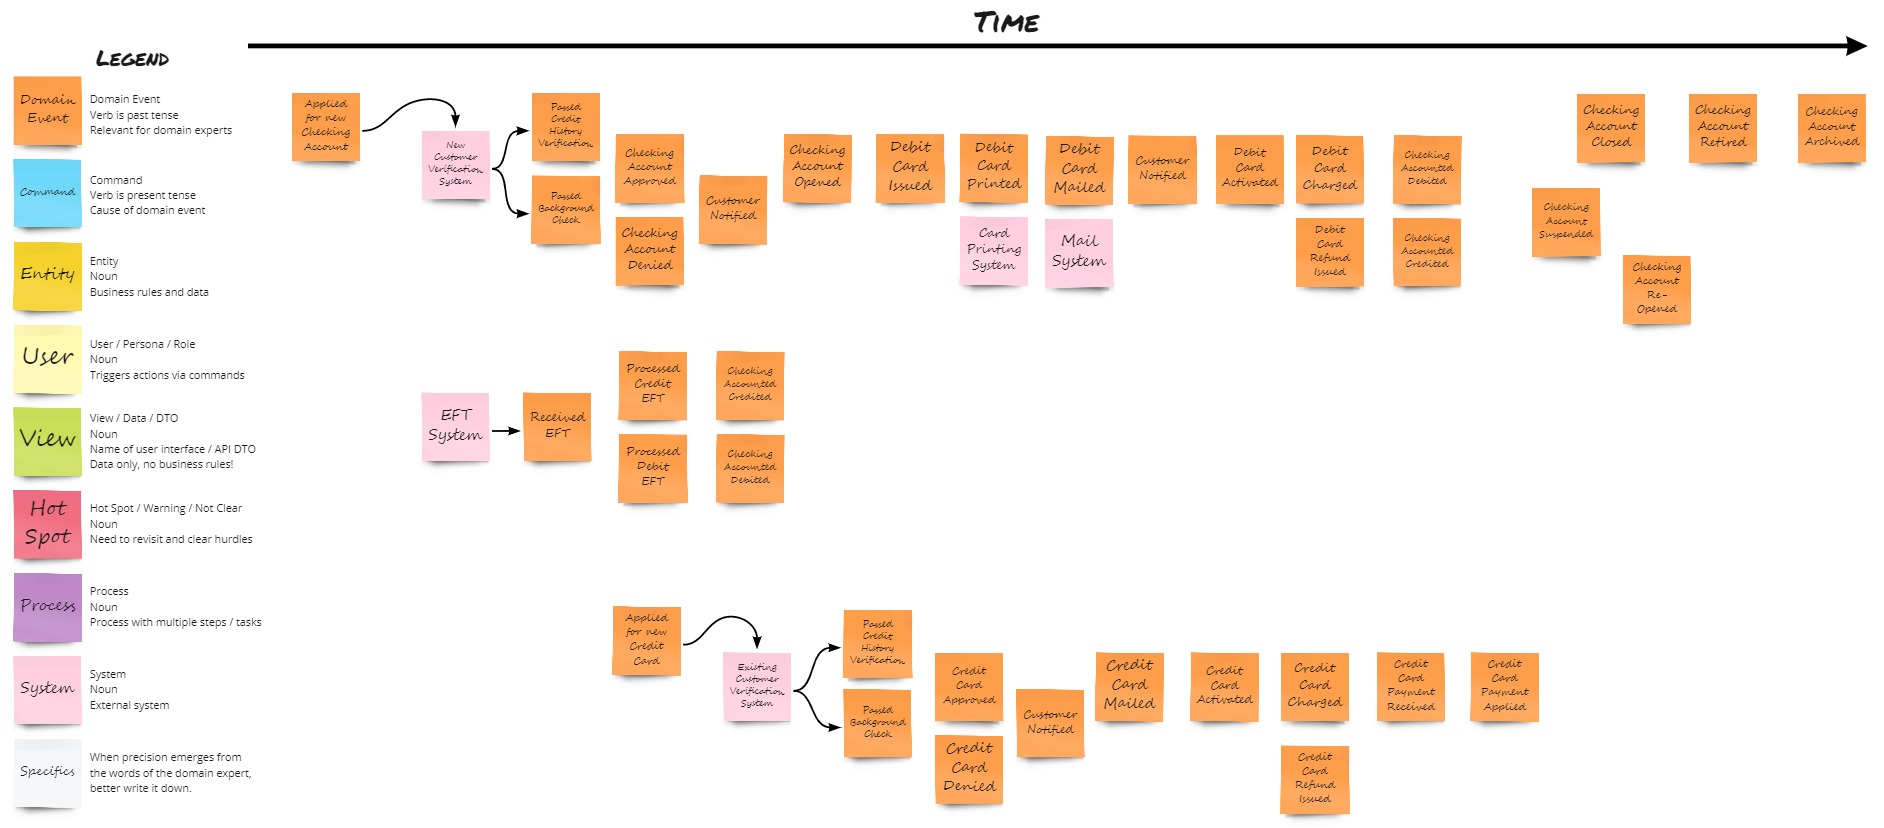 TIME
LEGEND
Domain
Event
Domain Event
Verb is past tense
Relevant for domain experts
Command
Command
Verb is present tense
Cause of domain event
Entity
Entity
Noun
Business rules and data
User
User / Persona / Role
Noun
Triggers actions via commands
View
View / Data / DTO
Noun
Name of user interface / API DTO
Data only, no business rules!
Hot
Spot
Hot Spot / Warning / Not Clear
Noun
Need to revisit and clear hurdles
Process
Process
Noun
Process with multiple steps / tasks
System
System
Noun
External system
Specifics
When precision emerges from
the words of the domain expert,
better write it down.
Applied
for new
Checking
Account
New
Customer
Verification
System
Passed
Credit
History
Verification
Passed
Background
Check
Checking
Account
Approved
Checking
Account
Denied
Customer
Notified
Checking
Account
Opened
Debit
Card
Issued
Debit
Card
Printed
Card
Printing
System
Debit
Card
Mailed
Mail
System
Customer
Notified
Debit
Card
Activated
Debit
Card
Charged
Debit
Card
Refund
Issued
Checking
Accounted
Debited
Checking
Accounted
Credited
Checking
Account
Suspended
Checking
Account
Closed
Checking
Account
Re-
Opened
Checking
Account
Retired
Checking
Account
Archived
EFT
System
Received
EFT
Processed
Credit
EFT
Processed
Debit
EFT
Checking
Accounted
Credited
Checking
Accounted
Debited
Applied
for new
Credit
Card
Existing
Customer
Verification
System
Passed
Credit
History
Verification
Passed
Background
Check
Credit
Card
Approved
Credit
Card
Denied
Customer
Notified
Credit
Card
Mailed
Credit
Card
Activated
Credit
Card
Charged
Credit
Card
Refund
Issued
Credit
Card
Payment
Received
Credit
Card
Payment
Applied